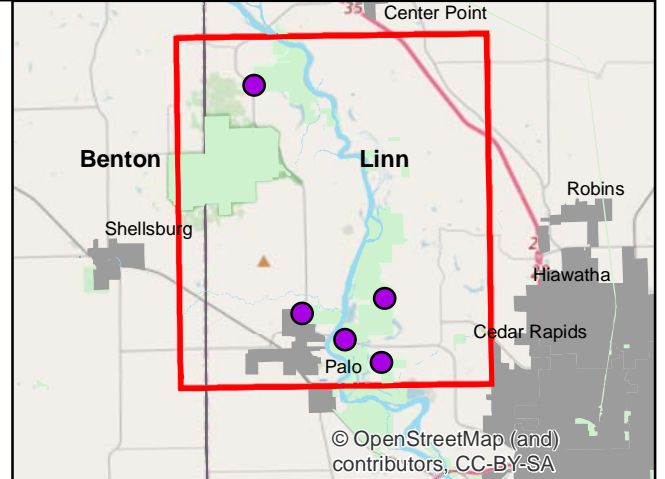 35
Center Point
Benton
Linn
Robins
Shellsburg
Hiawatha
Cedar Rapids
Palo
© OpenStreetMap (and)
contributors, CC-BY-SA